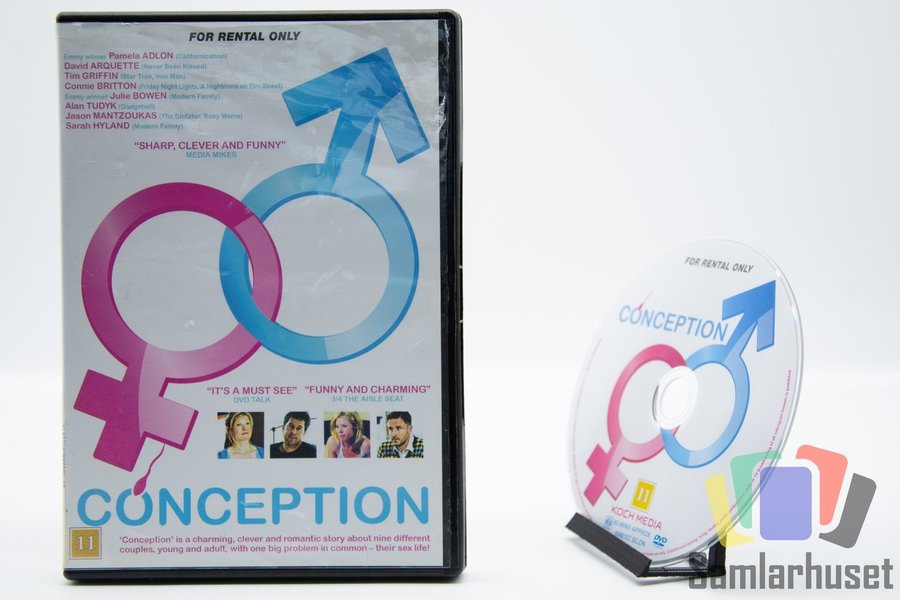 FOR RENTAL ONLY
Emmy winner Pamela ADLON (Californication)
David ARQUETTE (Never Been Kissed)
Tim GRIFFIN (Star Trek, Iron Man)
Connie BRITTON (Friday Night Lights, A Nightmare on Elm Street)
Emmy winner Julie BOWEN (Modern Family)
Alan TUDYK (Dodgeball)
Jason MANTZOUKAS (The Dictator, Baby Mama)
Sarah HYLAND (Modern Family)
"SHARP, CLEVER AND FUNNY"
MEDIA MIKES
"IT'S A MUST SEE" "FUNNY AND CHARMING"
DVD TALK 3/4 THE AISLE SEAT
CONCEPTION
11
'Conception' is a charming, clever and romantic story about nine different
couples, young and adult, with one big problem in common – their sex life!
FOR RENTAL ONLY
CONCEPTION
11
KOCH MEDIA
MINS APPROX
DVD
Samlarhuset